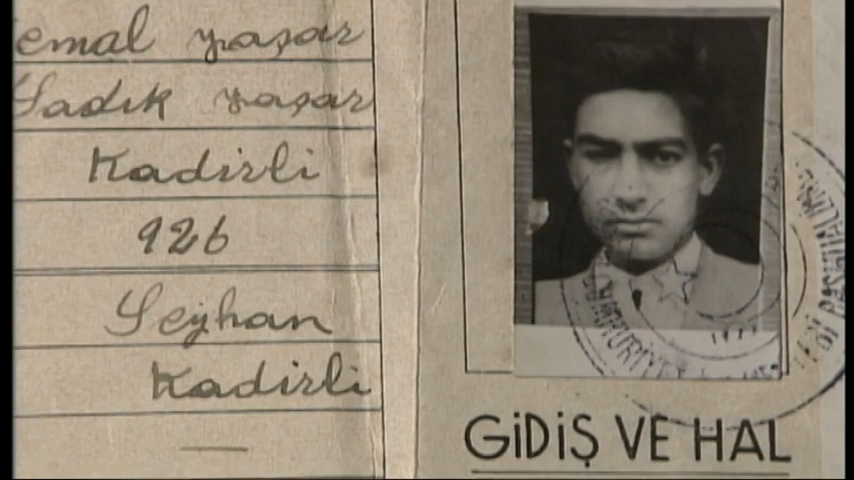 emal yaşar
Sadık yaşar
Kadirli
926
Seyhan
Kadirli
GİDİŞ VE HAL